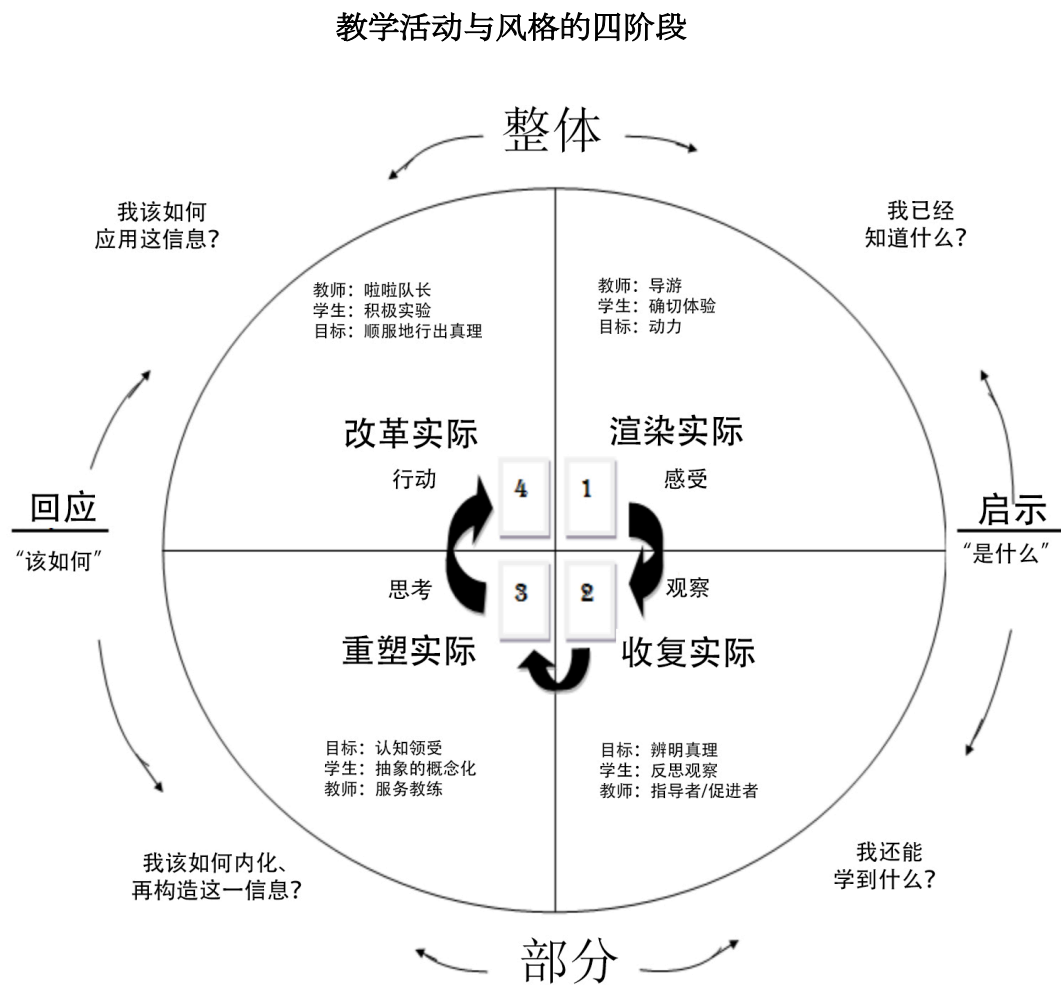 教学活动与风格的四阶段
整体
我该如何
应用这信息？
我已经
知道什么？
教师：啦啦队长
学生：积极实验
目标：顺服地行出真理
教师：导游
学生：确切体验
目标：动力
改革实际
行动
渲染实际
感受
4
1
回应
“该如何”
启示
“是什么”
思考
3
2
观察
重塑实际
收复实际
目标：认知领受
学生：抽象的概念化
教师：服务教练
目标：辨明真理
学生：反思观察
教师：指导者/促进者
我该如何内化、
再构造这一信息？
我还能
学到什么？
部分